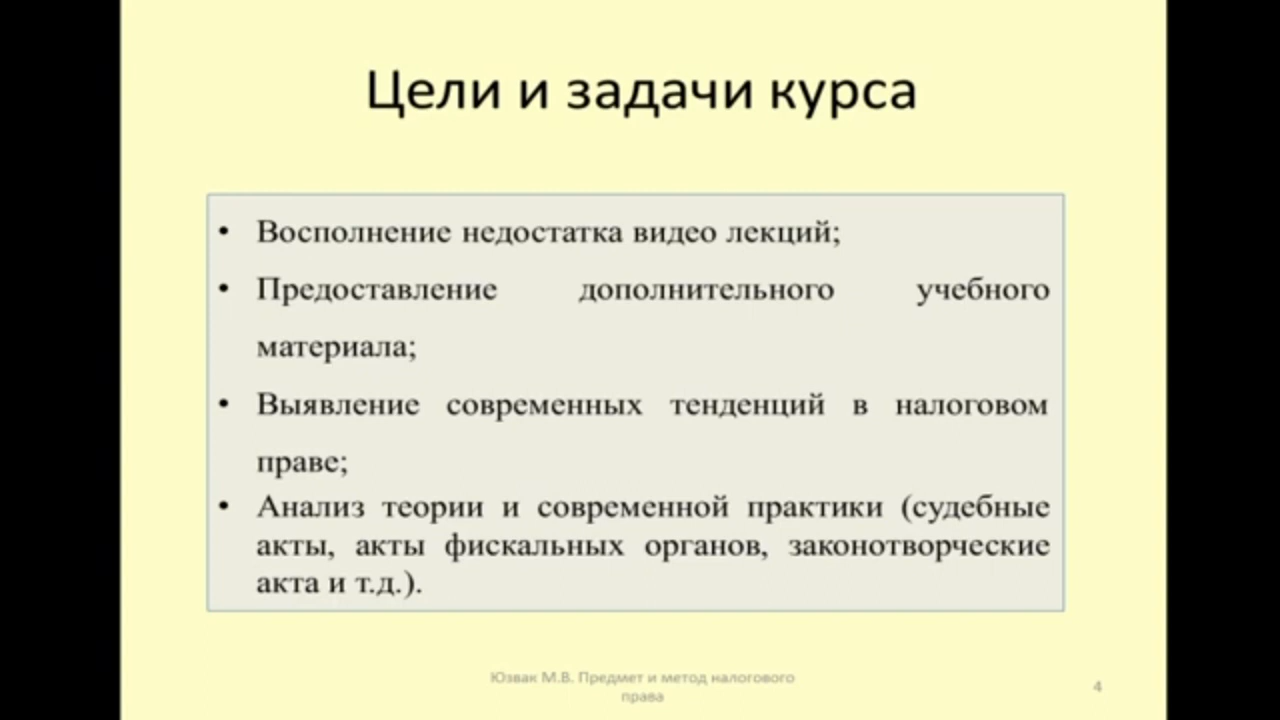 Цели и задачи курса
• Восполнение недостатка видео лекций;
• Предоставление дополнительного учебного
материала;
• Выявление современных тенденций в налоговом
праве;
• Анализ теории и современной практики (судебные
акты, акты фискальных органов, законотворческие
акта и т.д.).
Юзвак М.В. Предмет и метод налогового
права
4